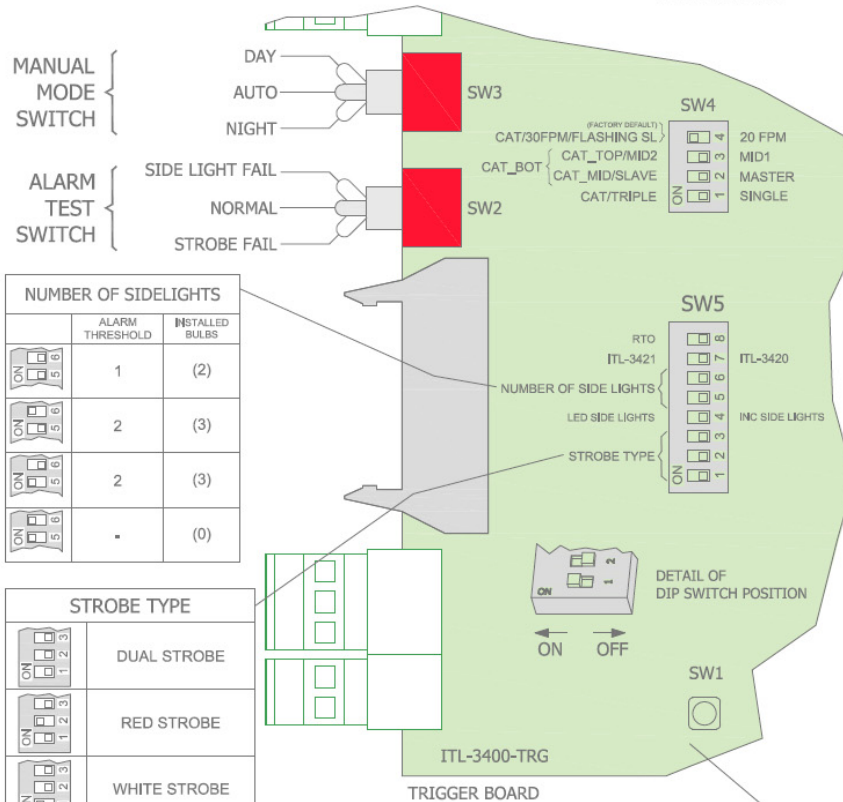 MANUAL
MODE
SWITCH
DAY
AUTO
NIGHT
SW3
ALARM
TEST
SWITCH
SIDE LIGHT FAIL
NORMAL
STROBE FAIL
SW2
SW4
(FACTORY DEFAULT)
CAT/30FPM/FLASHING SL
4
20 FPM
CAT_BOT
CAT_TOP/MID2
3
MID1
CAT_MID/SLAVE
2
MASTER
CAT/TRIPLE
ON
1
SINGLE
NUMBER OF SIDELIGHTS
ALARM
THRESHOLD
INSTALLED
BULBS
ON
5
6
1
(2)
ON
5
6
2
(3)
ON
5
6
2
(3)
ON
5
6
-
(0)
SW5
RTO
8
ITL-3421
7
ITL-3420
NUMBER OF SIDE LIGHTS
6
5
LED SIDE LIGHTS
4
INC SIDE LIGHTS
STROBE TYPE
3
2
ON
1
2
1
ON
DETAIL OF
DIP SWITCH POSITION
ON
OFF
STROBE TYPE
ON
1
2
3
DUAL STROBE
ON
1
2
3
RED STROBE
2
3
WHITE STROBE
SW1
ITL-3400-TRG
TRIGGER BOARD